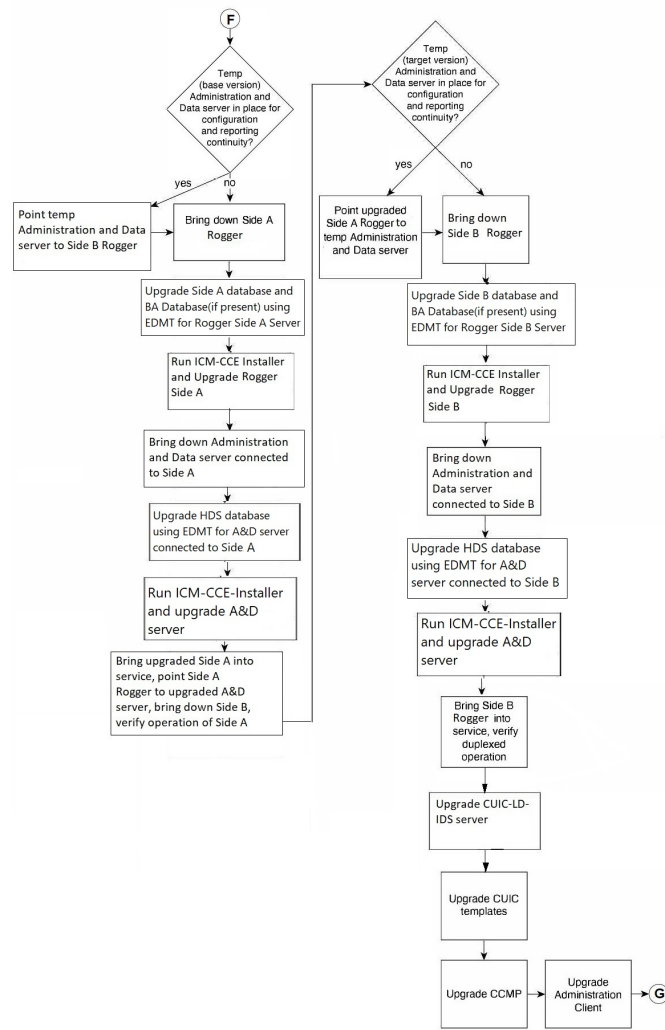 F
Temp
(base version)
Administration and
Data server in place for
configuration
and reporting
continuity?
yes
no
Point temp
Administration and Data
server to Side B Rogger
Bring down Side A
Rogger
Upgrade Side A database and
BA Database(if present) using
EDMT for Rogger Side A Server
Run ICM-CCE Installer
and Upgrade Rogger
Side A
Bring down Administration
and Data server connected
to Side A
Upgrade HDS database
using EDMT for A&D server
connected to Side A
Run ICM-CCE-Installer
and upgrade A&D
server
Bring upgraded Side A into
service, point Side A
Rogger to upgraded A&D
server, bring down Side B,
verify operation of Side A
Temp
(target version)
Administration and
Data server in place for
configuration
and reporting
continuity?
yes
no
Point upgraded
Side A Rogger to
temp Administration
and Data server
Bring down
Side B Rogger
Upgrade Side B database and
BA Database(if present) using
EDMT for Rogger Side B Server
Run ICM-CCE Installer
and Upgrade Rogger
Side B
Bring down
Administration and
Data server
connected to Side B
Upgrade HDS database
using EDMT for A&D
server connected to Side B
Run ICM-CCE-Installer
and upgrade A&D
server
Bring Side B
Rogger into
service, verify
duplexed
operation
Upgrade CUIC-LD-
IDS server
Upgrade CUIC
templates
Upgrade CCMP
Upgrade
Administration
Client
G